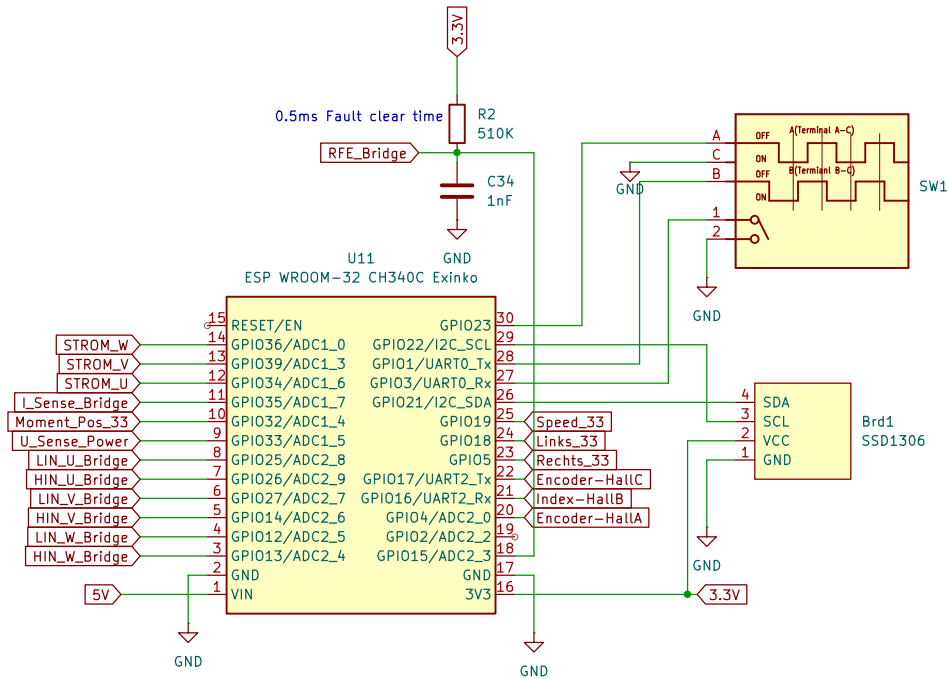 3.3V
0.5ms Fault clear time
R2
510K
RFE_Bridge
C34
1nF
GND
A
C
B
1
2
OFF
ON
OFF
ON
A(Terminal A-C)
B(Termianl B-C)
SW1
GND
GND
U11
ESP WROOM-32 CH340C Exinko
15 RESET/EN
STROM_W 14 GPIO36/ADC1_0
STROM_V 13 GPIO39/ADC1_3
STROM_U 12 GPIO34/ADC1_6
I_Sense_Bridge 11 GPIO35/ADC1_7
Moment_Pos_33 10 GPIO32/ADC1_4
U_Sense_Power 9 GPIO33/ADC1_5
LIN_U_Bridge 8 GPIO25/ADC2_8
HIN_U_Bridge 7 GPIO26/ADC2_9
LIN_V_Bridge 6 GPIO27/ADC2_7
HIN_V_Bridge 5 GPIO14/ADC2_6
LIN_W_Bridge 4 GPIO12/ADC2_5
HIN_W_Bridge 3 GPIO13/ADC2_4
2 GND
5V 1 VIN
GND
GPIO23 30
GPIO22/I2C_SCL 29
GPIO1/UART0_Tx 28
GPIO3/UART0_Rx 27
GPIO21/I2C_SDA 26
GPIO19 25 Speed_33
GPIO18 24 Links_33
GPIO5 23 Rechts_33
GPIO17/UART2_Tx 22 Encoder-HallC
GPIO16/UART2_Rx 21 Index-HallB
GPIO4/ADC2_0 20 Encoder-HallA
GPIO2/ADC2_2 19
GPIO15/ADC2_3 18
GND 17
3V3 16 3.3V
GND
4 SDA
3 SCL
2 VCC
1 GND
Brd1
SSD1306
GND